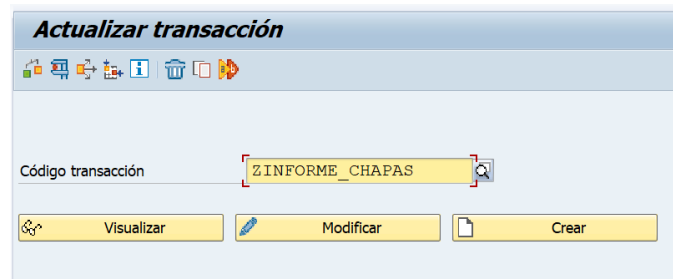 Actualizar transacción
Código transacción ZINFORME_CHAPAS
Visualizar Modificar Crear